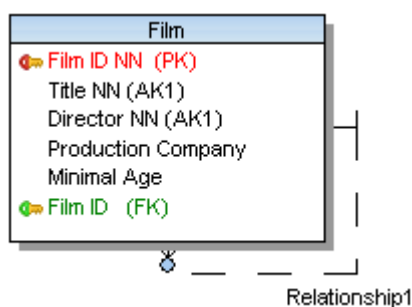 Film
Film ID NN (PK)
Title NN (AK1)
Director NN (AK1)
Production Company
Minimal Age
Film ID (FK)
Relationship1